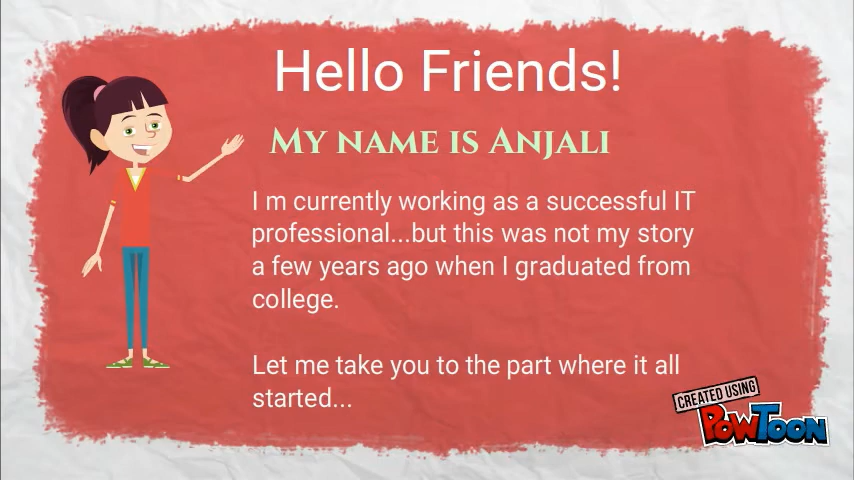 Hello Friends!
My name is Anjali
I m currently working as a successful IT
professional...but this was not my story
a few years ago when I graduated from
college.
Let me take you to the part where it all
started...
CREATED USING
PowToon